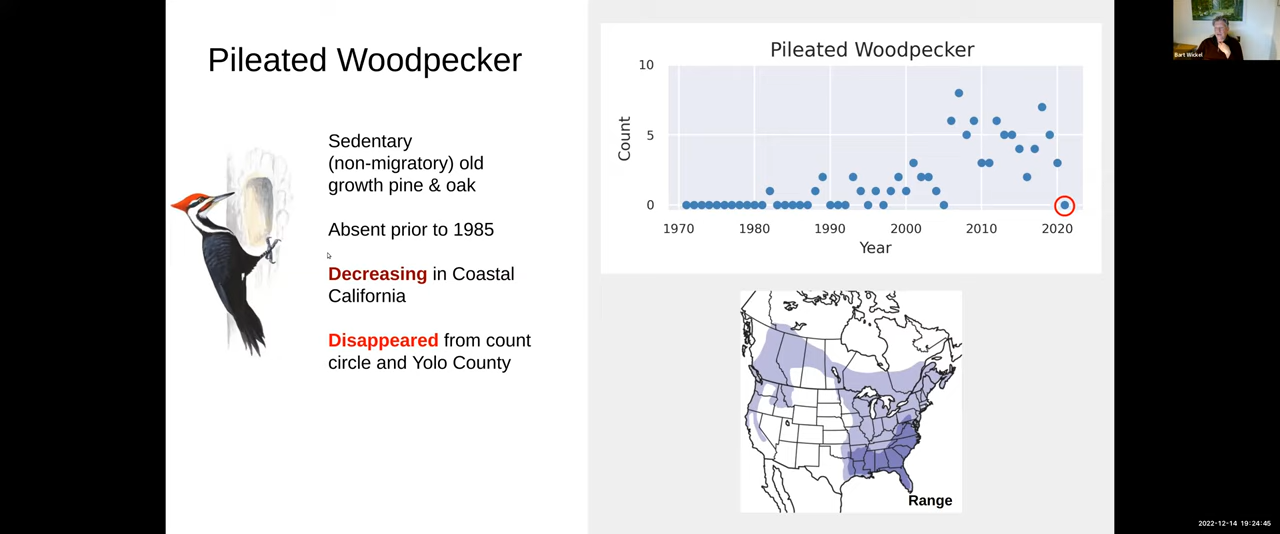 Pileated Woodpecker
Sedentary
(non-migratory) old
growth pine & oak
Absent prior to 1985
Decreasing in Coastal
California
Disappeared from count
circle and Yolo County
Pileated Woodpecker
10
5
0
Count
1970 1980 1990 2000 2010 2020
Year
Range
Bart Wickel
2022-12-14 19:24:45